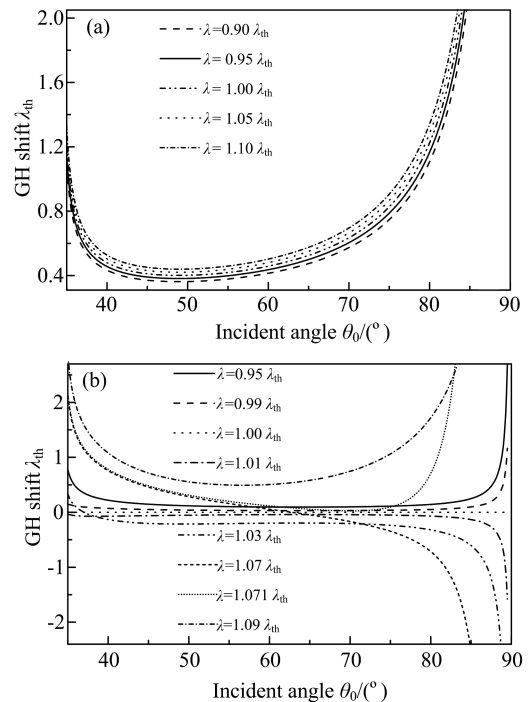 (a)
2.0
1.6
1.2
0.8
0.4
GH shift λth
λ=0.90 λth
λ= 0.95 λth
λ= 1.00 λth
λ= 1.05 λth
λ= 1.10 λth
40 50 60 70 80 90
Incident angle θ0/(°)
(b)
2
1
0
-1
-2
GH shift λth
λ=0.95 λth
λ=0.99 λth
λ=1.00 λth
λ=1.01 λth
λ=1.03 λth
λ=1.07 λth
λ=1.071 λth
λ=1.09 λth
40 50 60 70 80 90
Incident angle θ0/(°)